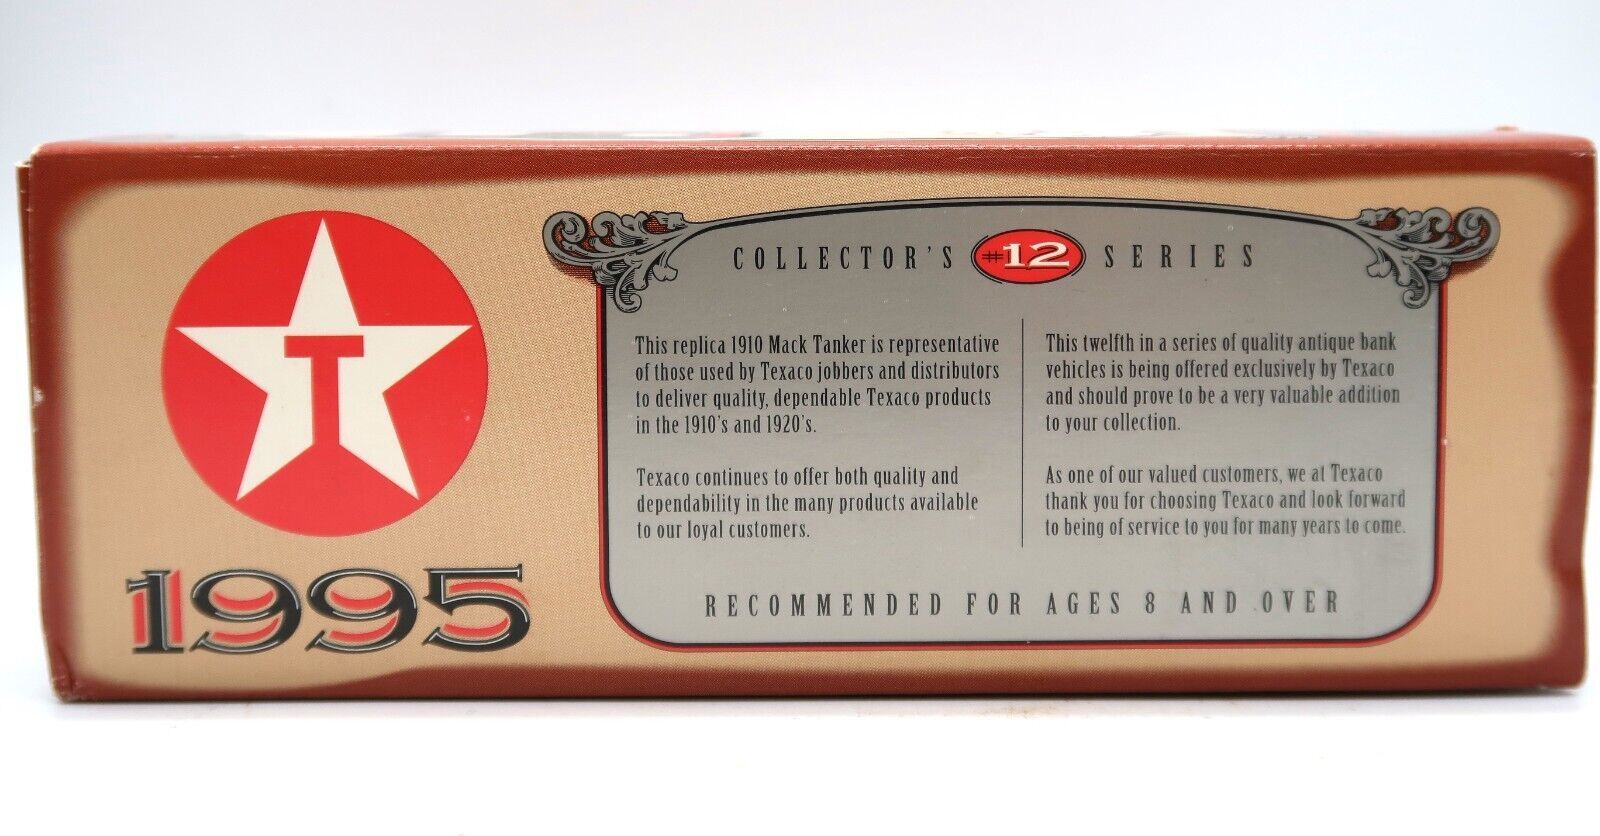 T
1995
COLLECTOR'S #12 SERIES
This replica 1910 Mack Tanker is representative
of those used by Texaco jobbers and distributors
to deliver quality, dependable Texaco products
in the 1910's and 1920's.
Texaco continues to offer both quality and
dependability in the many products available
to our loyal customers.
This twelfth in a series of quality antique bank
vehicles is being offered exclusively by Texaco
and should prove to be a very valuable addition
to your collection.
As one of our valued customers, we at Texaco
thank you for choosing Texaco and look forward
to being of service to you for many years to come.
RECOMMENDED FOR AGES 8 AND OVER